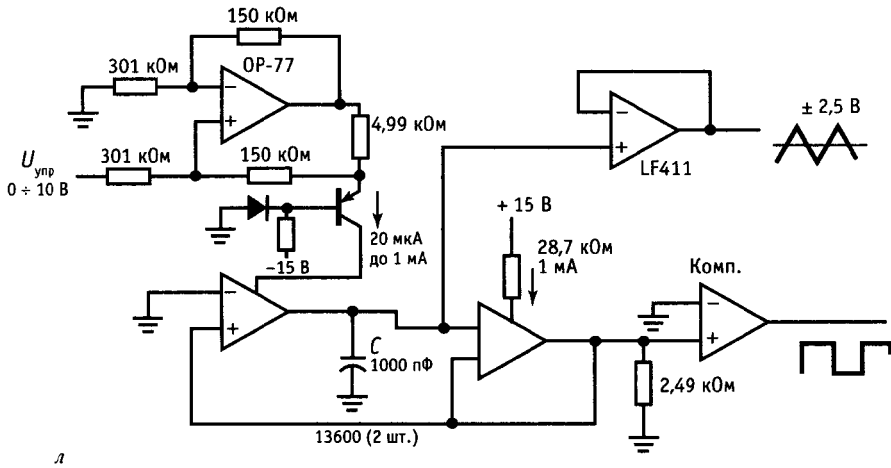 150 кОм
301 кОм
OP-77
−
+
4,99 кОм
− 
+
LF411
± 2,5 В
Uупр
0 ÷ 10 В
301 кОм
150 кОм
−15 В
20 мкА
до 1 мА
+ 15 В
28,7 кОм
1 мА
Комп.
−
+
−
+
C
1000 пФ
2,49 кОм
13600 (2 шт.)
л